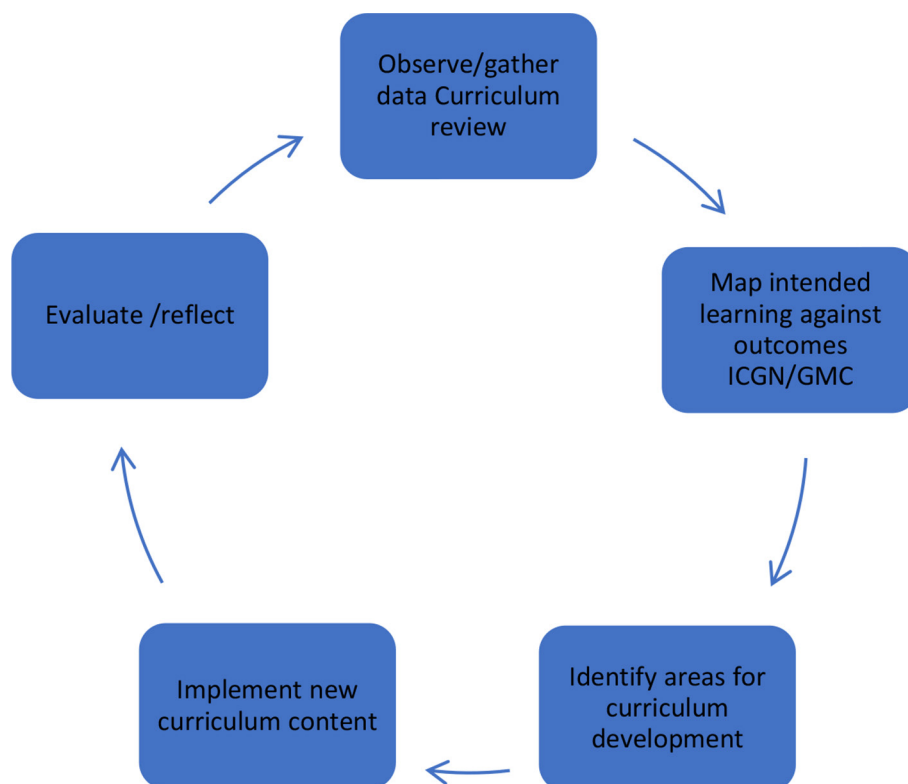 Observe/gather
data Curriculum
review
Map intended
learning against
outcomes
ICGN/GMC
Identify areas for
curriculum
development
Implement new
curriculum content
Evaluate /reflect